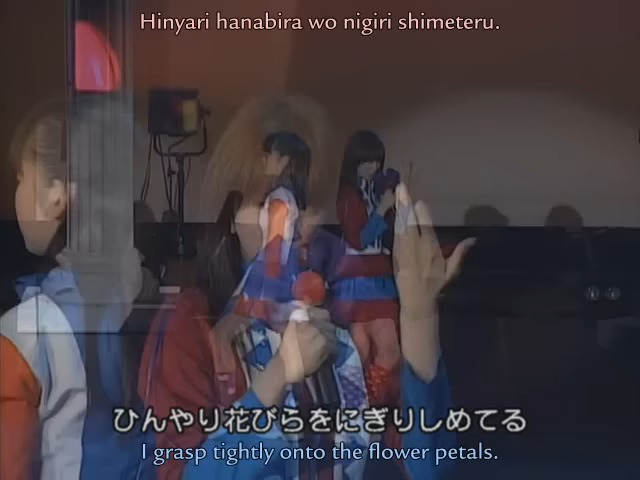 Hinyari hanabira wo nigiri shimeteru.
ひんやり花びらをにぎりしめてる
I grasp tightly onto the flower petals.